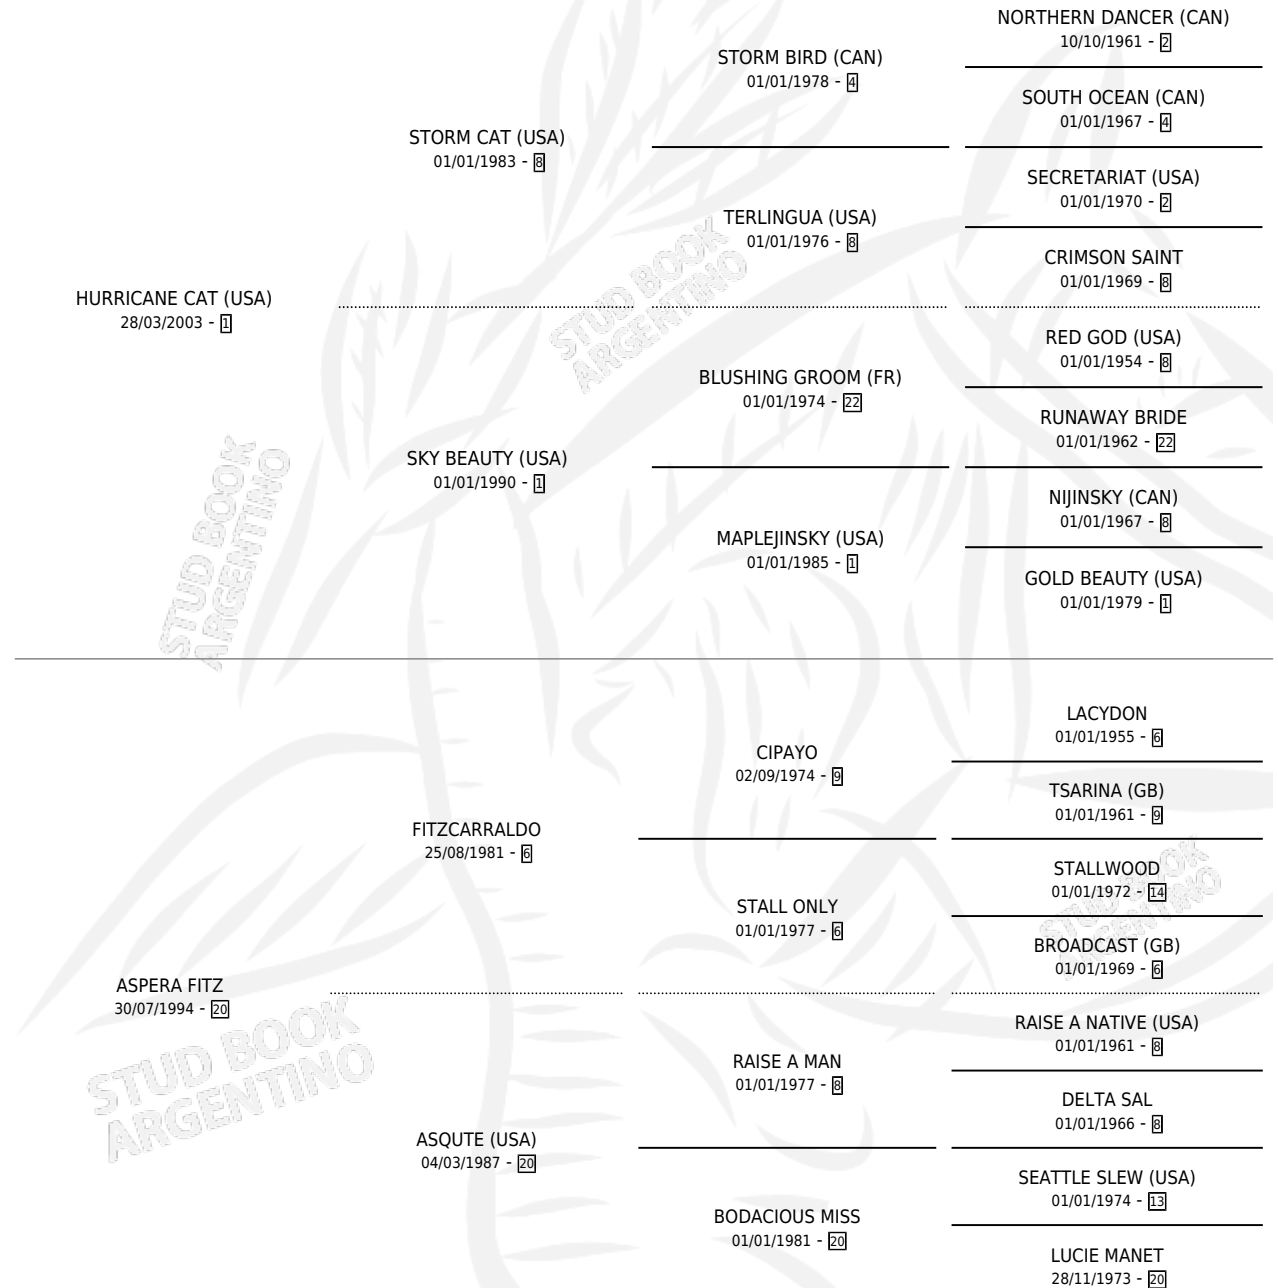 NORTHERN DANCER (CAN)
10/10/1961 - 2
STORM BIRD (CAN)
01/01/1978 - 4
SOUTH OCEAN (CAN)
01/01/1967 - 4
STORM CAT (USA)
01/01/1983 - 8
SECRETARIAT (USA)
01/01/1970 - 2
TERLINGUA (USA)
01/01/1976 - 8
CRIMSON SAINT
01/01/1969 - 8
HURRICANE CAT (USA)
28/03/2003 - 1
RED GOD (USA)
01/01/1954 - 8
BLUSHING GROOM (FR)
01/01/1974 - 22
RUNAWAY BRIDE
01/01/1962 - 22
SKY BEAUTY (USA)
01/01/1990 - 1
NIJINSKY (CAN)
01/01/1967 - 8
MAPLEJINSKY (USA)
01/01/1985 - 1
GOLD BEAUTY (USA)
01/01/1979 - 1
LACYDON
01/01/1955 - 6
CIPAYO
02/09/1974 - 9
TSARINA (GB)
01/01/1961 - 9
FITZCARRALDO
25/08/1981 - 6
STALLWOOD
01/01/1972 - 14
STALL ONLY
01/01/1977 - 6
BROADCAST (GB)
01/01/1969 - 6
ASPERA FITZ
30/07/1994 - 20
RAISE A NATIVE (USA)
01/01/1961 - 8
RAISE A MAN
01/01/1977 - 8
DELTA SAL
01/01/1966 - 8
ASQUTE (USA)
04/03/1987 - 20
SEATTLE SLEW (USA)
01/01/1974 - 13
BODACIOUS MISS
01/01/1981 - 20
LUCIE MANET
28/11/1973 - 20
STUD BOOK
ARGENTINO
STUD BOOK
ARGENTINO
STUD BOOK
ARGENTINO
STUD BOOK
ARGENTINO